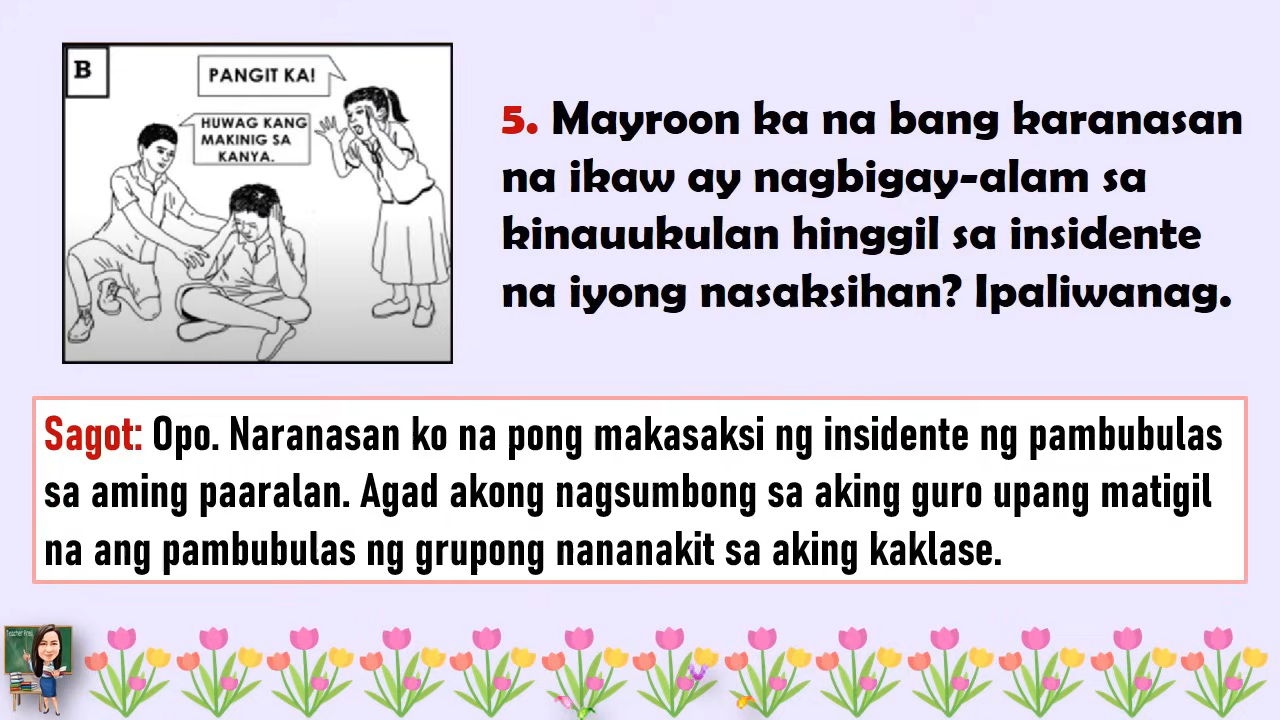 B
PANGIT KA!
HUWAG KANG
MAKINIG SA
KANYA.
5. Mayroon ka na bang karanasan
na ikaw ay nagbigay-alam sa
kinauukulan hinggil sa insidente
na iyong nasaksihan? Ipaliwanag.
Sagot: Opo. Naranasan ko na pong makasaksi ng insidente ng pambubulas
sa aming paaralan. Agad akong nagsumbong sa aking guro upang matigil
na ang pambubulas ng grupong nananakit sa aking kaklase.